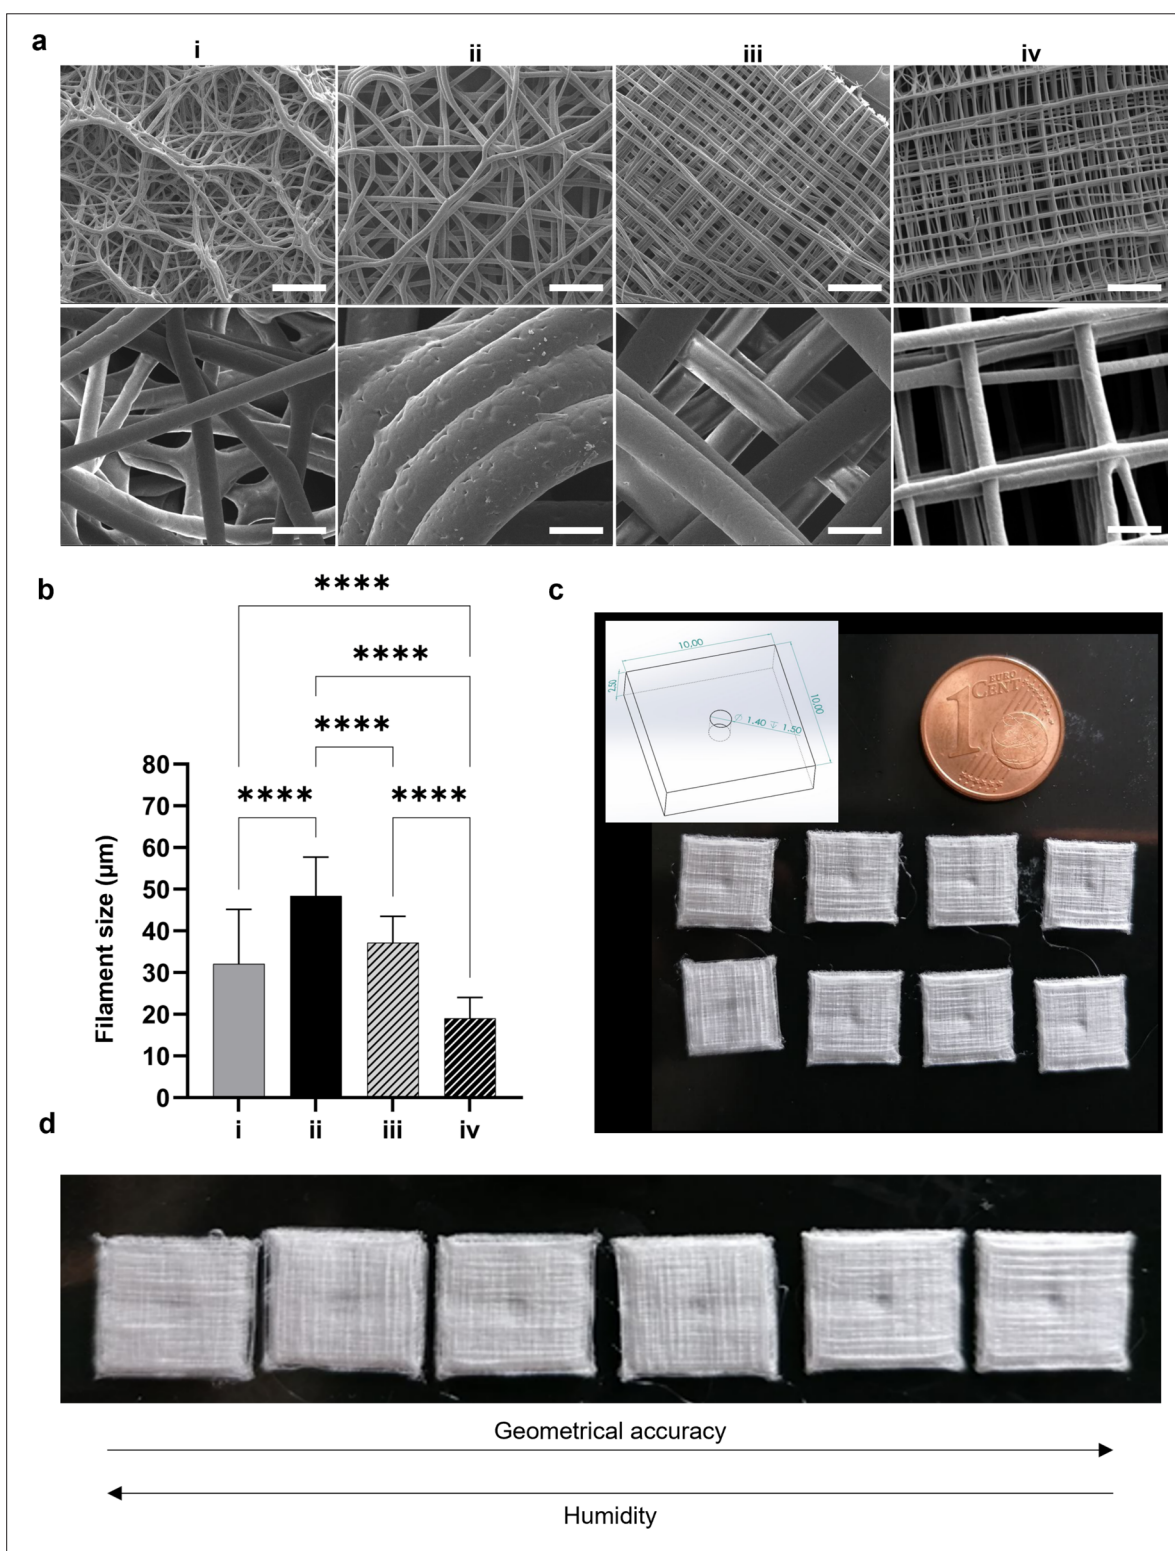 a
i
ii
iii
iv
b
****
****
****
****
****
80
70
60
50
40
30
20
10
0
Filament size (µm)
i
ii
iii
iv
c
10.00
2.50
10.00
⌀ 1.40 ↧ 1.50
1
EURO
CENT
d
Geometrical accuracy
Humidity